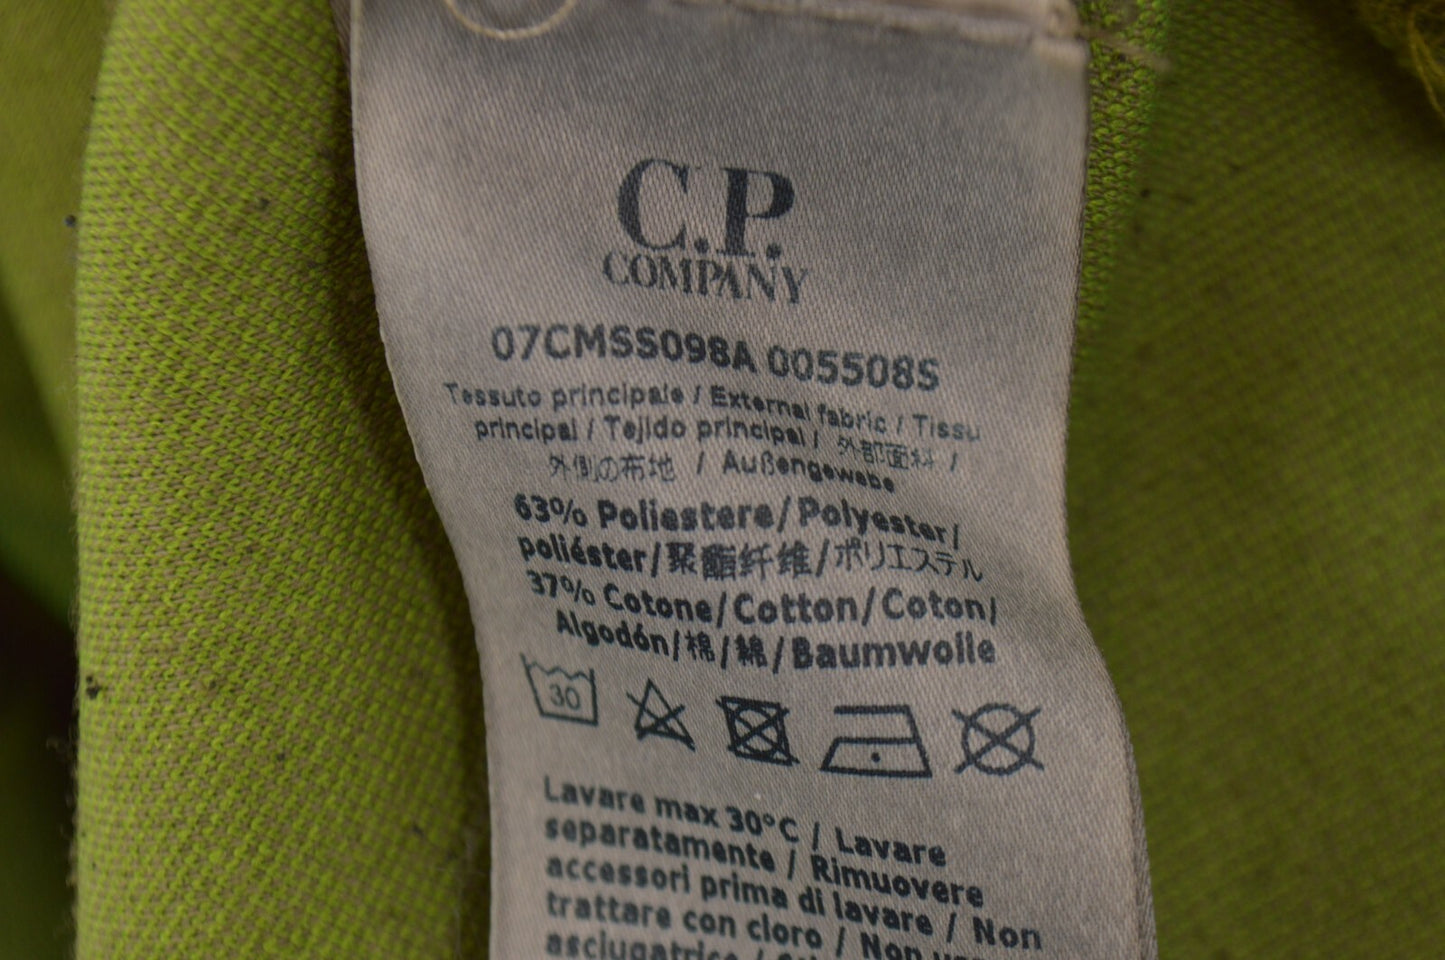 C.P.
COMPANY
07CMSS098A 005508S
Tessuto principale / External fabric / Tissu
principal / Tejido principal / 外部面料 /
外側の布地 / Außengewebe
63% Poliestere/Polyester/
poliéster/聚酯纤维/ポリエステル
37% Cotone/Cotton/Coton/
Algodón/棉/綿/Baumwolle
30
Lavare max 30°C / Lavare
separatamente / Rimuovere
accessori prima di lavare / Non
trattare con cloro / Non
asciugatrice /